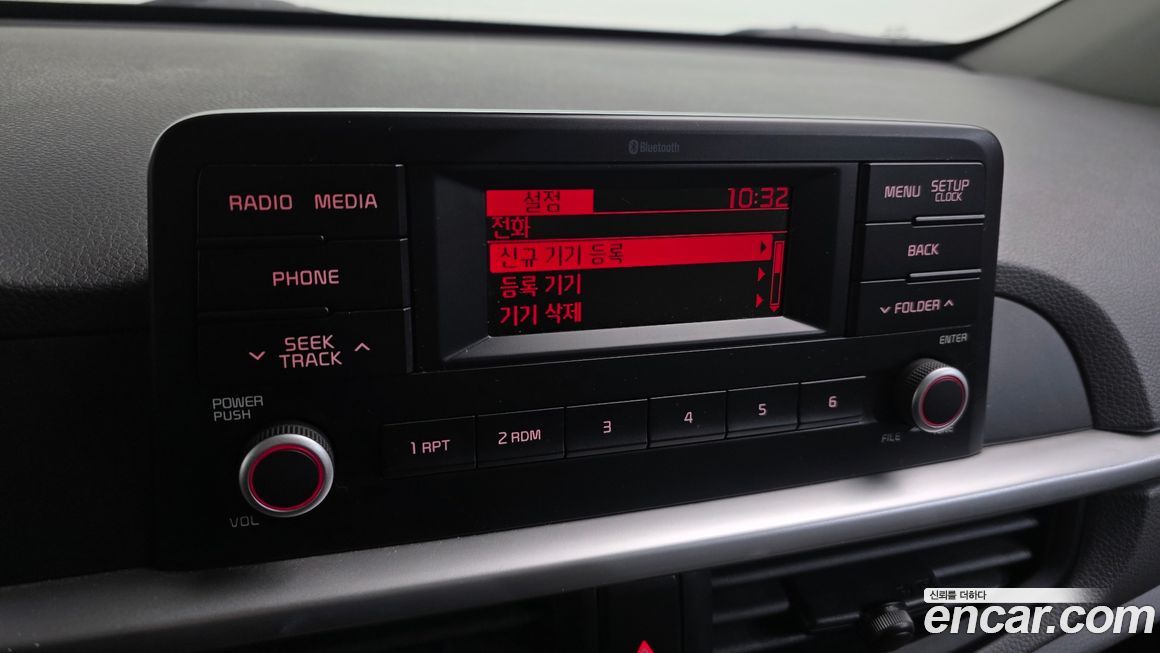 Bluetooth
RADIO MEDIA
PHONE
SEEK
TRACK
POWER
PUSH
VOL
설정 10:32
전화
신규 기기 등록
등록 기기
기기 삭제
MENU SETUP
CLOCK
BACK
FOLDER
ENTER
FILE
1 RPT
2 RDM
3
4
5
6
신뢰를 더하다
encar.com